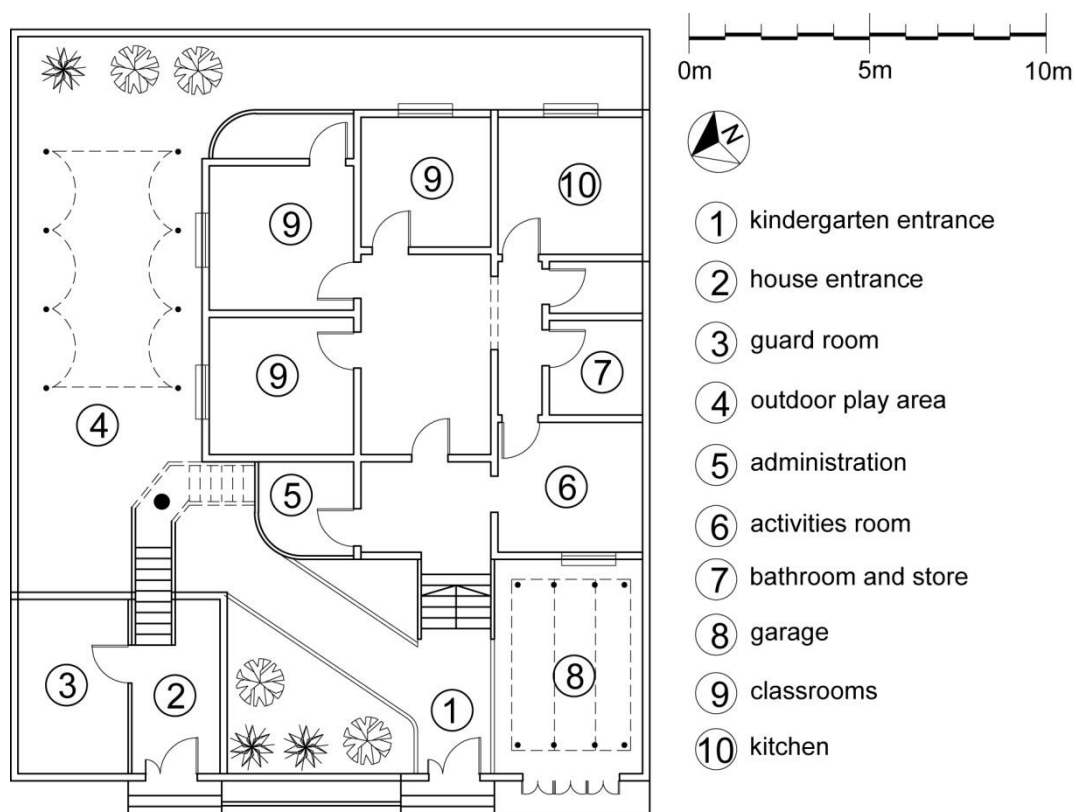 0m 5m 10m
N
1 kindergarten entrance
2 house entrance
3 guard room
4 outdoor play area
5 administration
6 activities room
7 bathroom and store
8 garage
9 classrooms
10 kitchen
9
10
9
9
7
4
5
6
3
2
1
8